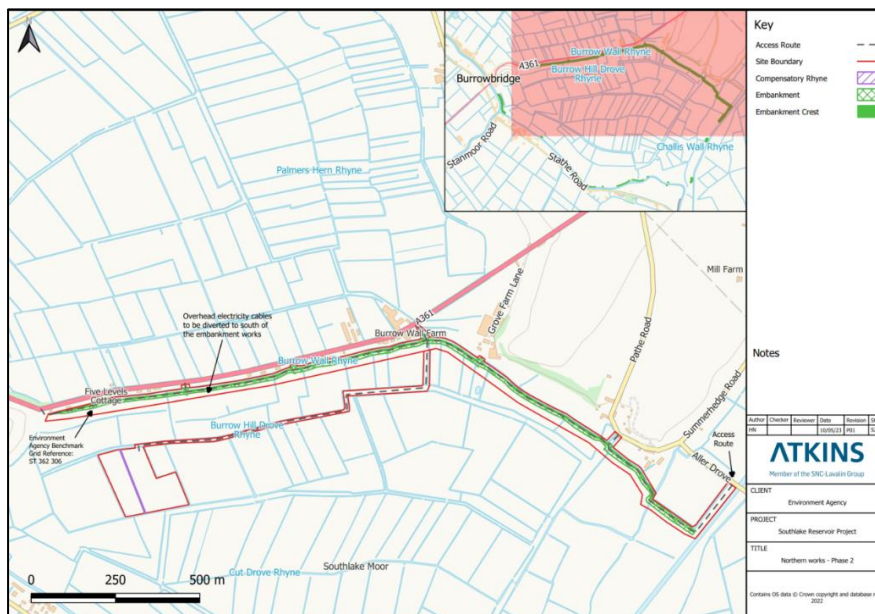 A361
Burrowbridge
Burrow Wall Rhyne
Burrow Hill Drove
Rhyne
Stanmoor Road
Stathe Road
Challis Wall Rhyne
Palmers Hern Rhyne
Overhead electricity cables
to be diverted to south of
the embankment works
A361
Burrow Wall Farm
Grove Farm Lane
Mill Farm
Pathe Road
Burrow Wall Rhyne
Five Levels
Cottage
Summerhedge Road
Burrow Hill Drove
Rhyne
Environment
Agency Benchmark
Grid Reference:
ST 362 306
Access
Route
Aller Drove
Cut Drove Rhyne
Southlake Moor
0 250 500 m
Key
Access Route
Site Boundary
Compensatory Rhyne
Embankment
Embankment Crest
Notes
Author Checker Reviewer Date Revision
HN 10/05/23 P01
ATKINS
Member of the SNC-Lavalin Group
CLIENT
Environment Agency
PROJECT
Southlake Reservoir Project
TITLE
Northern works - Phase 2
Contains OS data © Crown copyright and database
2022